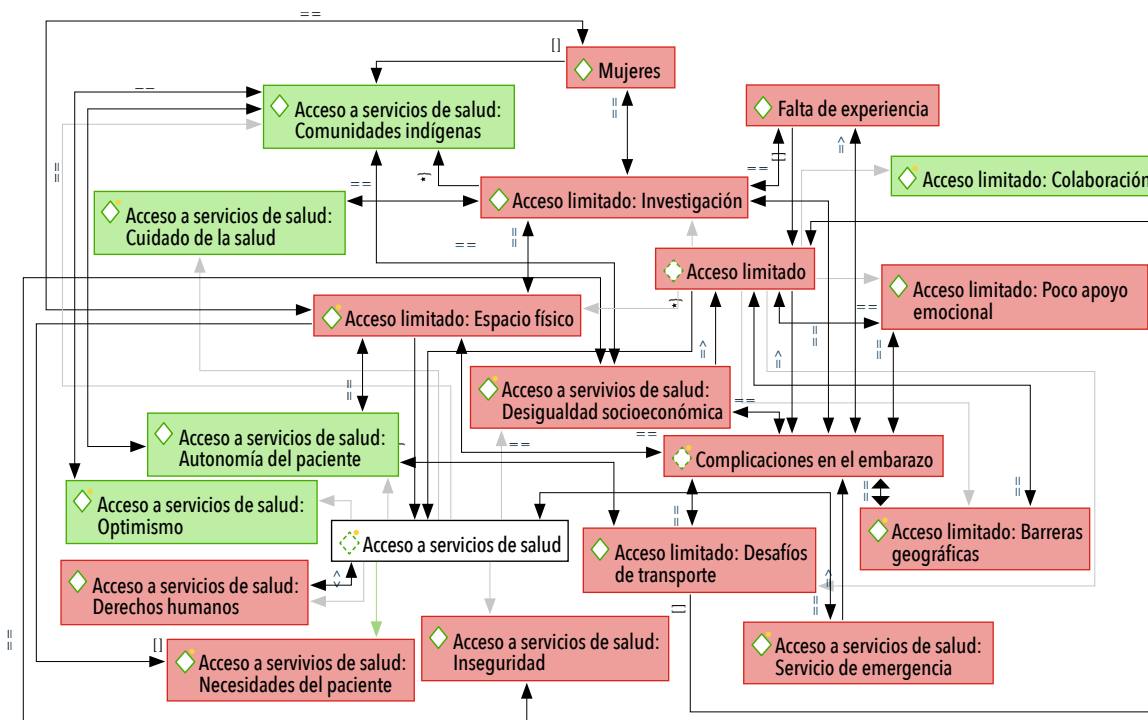 ==
[]
Mujeres
==
Acceso a servicios de salud:
Comunidades indígenas
==
Falta de experiencia
=>
[]
==
==
{*}
==
Acceso limitado: Colaboración
Acceso limitado: Investigación
Acceso a servicios de salud:
Cuidado de la salud
==
==
Acceso limitado
Acceso limitado: Poco apoyo
emocional
{*}
Acceso limitado: Espacio físico
==
==
==
=>
==
Acceso a servivios de salud:
Desigualdad socioeconómica
==
==
==
Acceso a servicios de salud:
Autonomía del paciente
Complicaciones en el embarazo
Acceso a servicios de salud:
Optimismo
==
==
==
Acceso a servicios de salud
Acceso limitado: Desafíos
de transporte
Acceso limitado: Barreras
geográficas
Acceso a servicios de salud:
Derechos humanos
=>
==
[]
[]
==
Acceso a servivios de salud:
Necesidades del paciente
Acceso a servicios de salud:
Inseguridad
Acceso a servicios de salud:
Servicio de emergencia